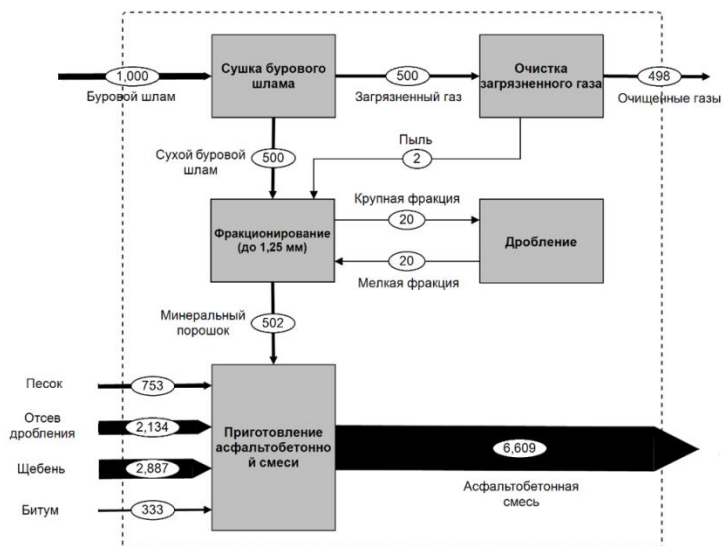 1,000
Буровой шлам
Сушка бурового
шлама
500
Загрязненный газ
Очистка
загрязненного газа
498
Очищенные газы
Сухой буровой
шлам
500
Пыль
2
Фракционирование
(до 1,25 мм)
Крупная фракция
20
20
Мелкая фракция
Дробление
Минеральный
порошок
502
Песок
753
Отсев
дробления
2,134
Щебень
2,887
Битум
333
Приготовление
асфальтобетонно
й смеси
6,609
Асфальтобетонная
смесь